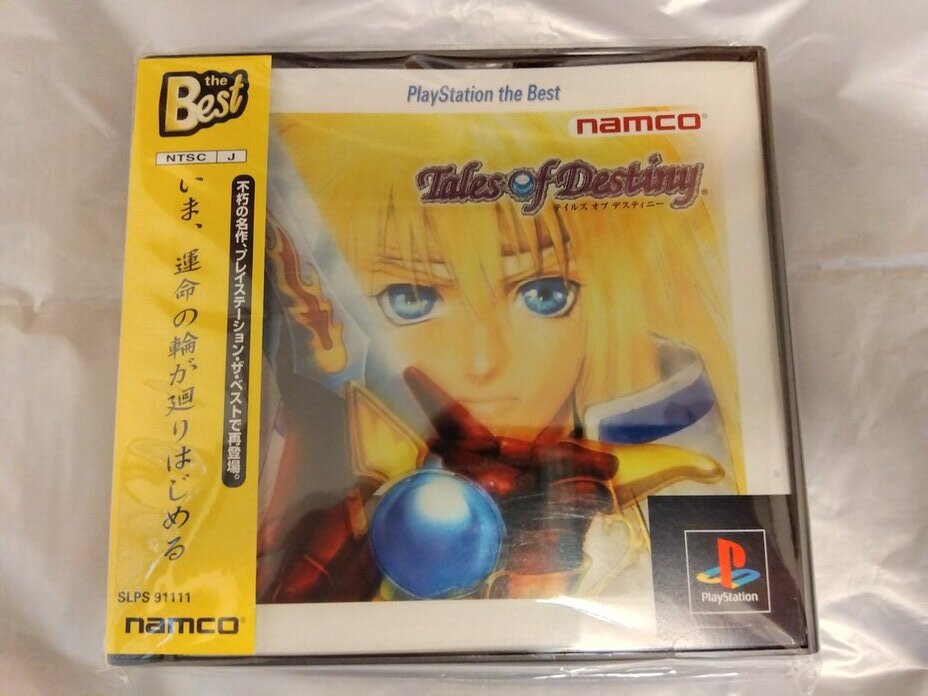 the
Best
NTSC J
いま、運命の輪が廻りはじめる
不朽の名作、プレイステーション・ザ・ベストで再登場。
SLPS 91111
namco
PlayStation the Best
namco
Tales of Destiny
テイルズ オブ デスティニー
PlayStation